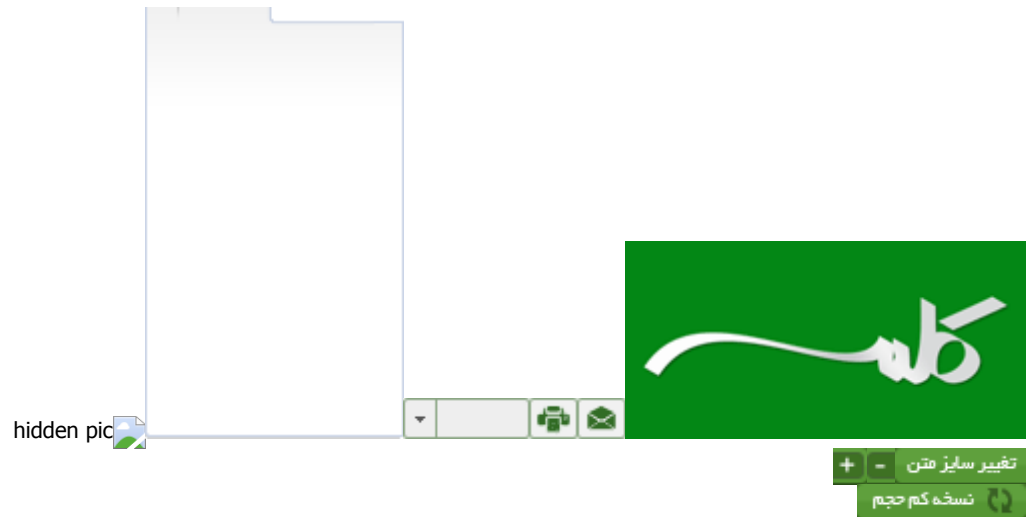 کلمه
hidden pic
تغییر سایز متن - +
نسخه کم حجم